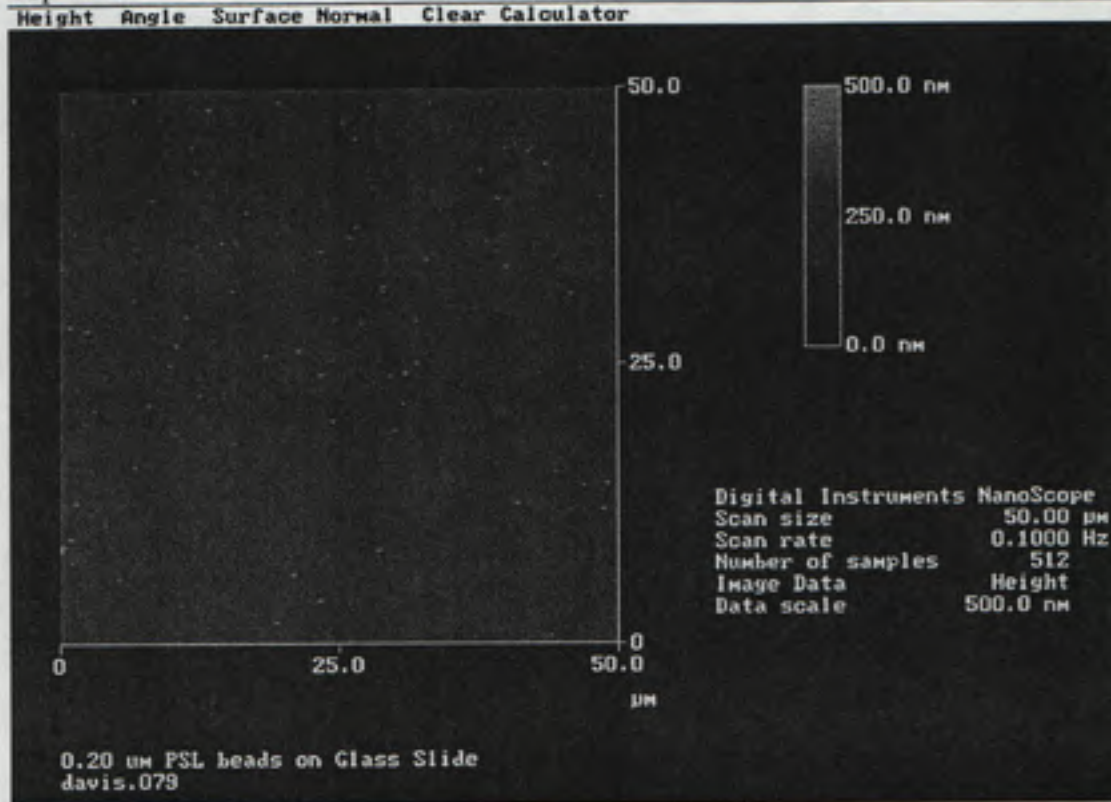 Height Angle Surface Normal Clear Calculator
50.0
25.0
0
0 25.0 50.0
µm
500.0 nm
250.0 nm
0.0 nm
Digital Instruments NanoScope
Scan size 50.00 µm
Scan rate 0.1000 Hz
Number of samples 512
Image Data Height
Data scale 500.0 nm
0.20 um PSL beads on Glass Slide
davis.079